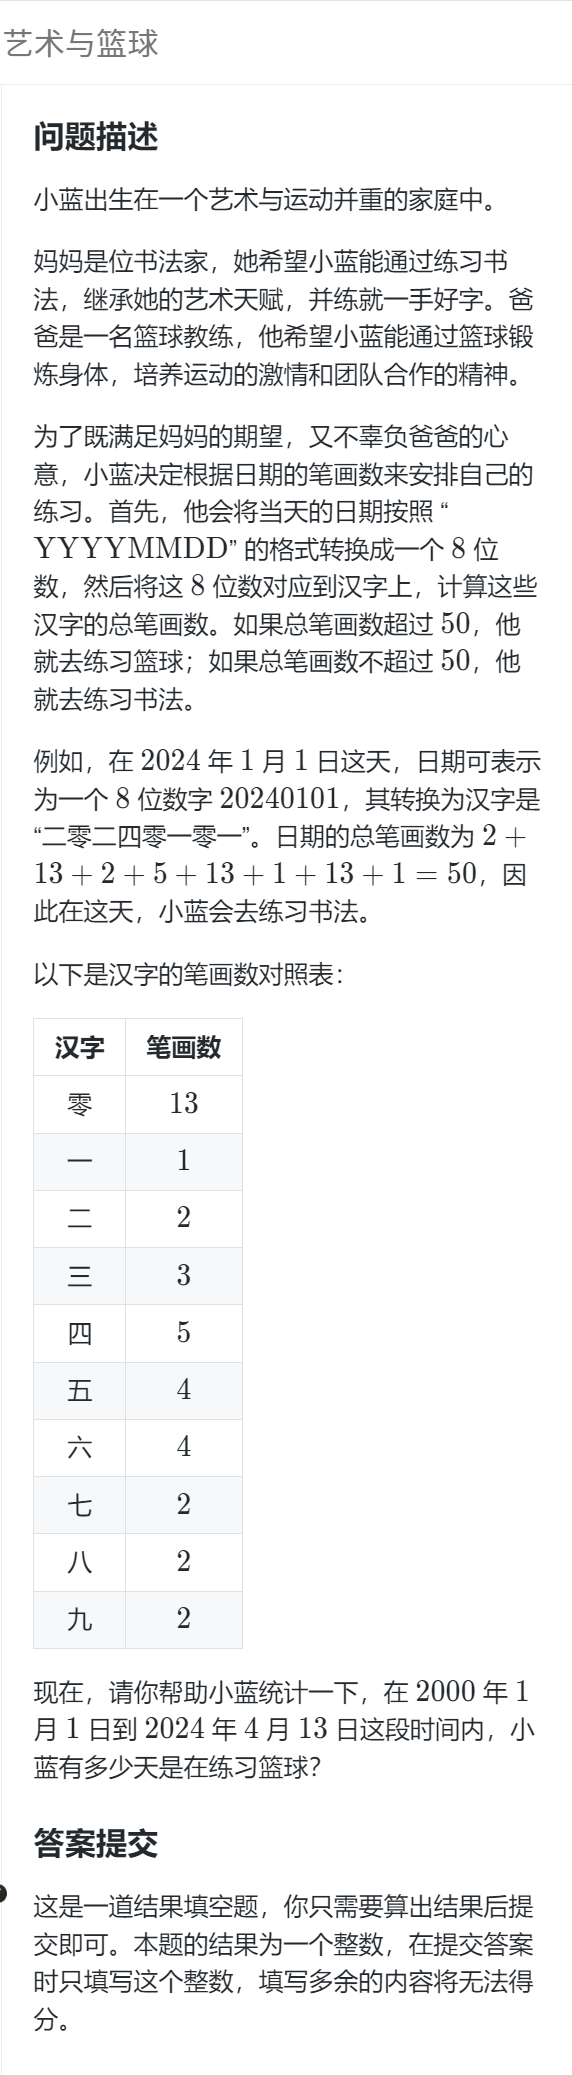 艺术与篮球
问题描述
小蓝出生在一个艺术与运动并重的家庭中。
妈妈是位书法家，她希望小蓝能通过练习书
法，继承她的艺术天赋，并练就一手好字。爸
爸是一名篮球教练，他希望小蓝能通过篮球锻
炼身体，培养运动的激情和团队合作的精神。
为了既满足妈妈的期望，又不辜负爸爸的心
意，小蓝决定根据日期的笔画数来安排自己的
练习。首先，他会将当天的日期按照 “
YYYYMMDD” 的格式转换成一个 8 位
数，然后将这 8 位数对应到汉字上，计算这些
汉字的总笔画数。如果总笔画数超过 50，他
就去练习篮球；如果总笔画数不超过 50，他
就去练习书法。
例如，在 2024 年 1 月 1 日这天，日期可表示
为一个 8 位数字 20240101，其转换为汉字是
“二零二四零一零一”。日期的总笔画数为 2 +
13 + 2 + 5 + 13 + 1 + 13 + 1 = 50，因
此在这天，小蓝会去练习书法。
以下是汉字的笔画数对照表：
汉字 笔画数
零 13
一 1
二 2
三 3
四 5
五 4
六 4
七 2
八 2
九 2
现在，请你帮助小蓝统计一下，在 2000 年 1
月 1 日到 2024 年 4 月 13 日这段时间内，小
蓝有多少天是在练习篮球？
答案提交
这是一道结果填空题，你只需要算出结果后提
交即可。本题的结果为一个整数，在提交答案
时只填写这个整数，填写多余的内容将无法得
分。